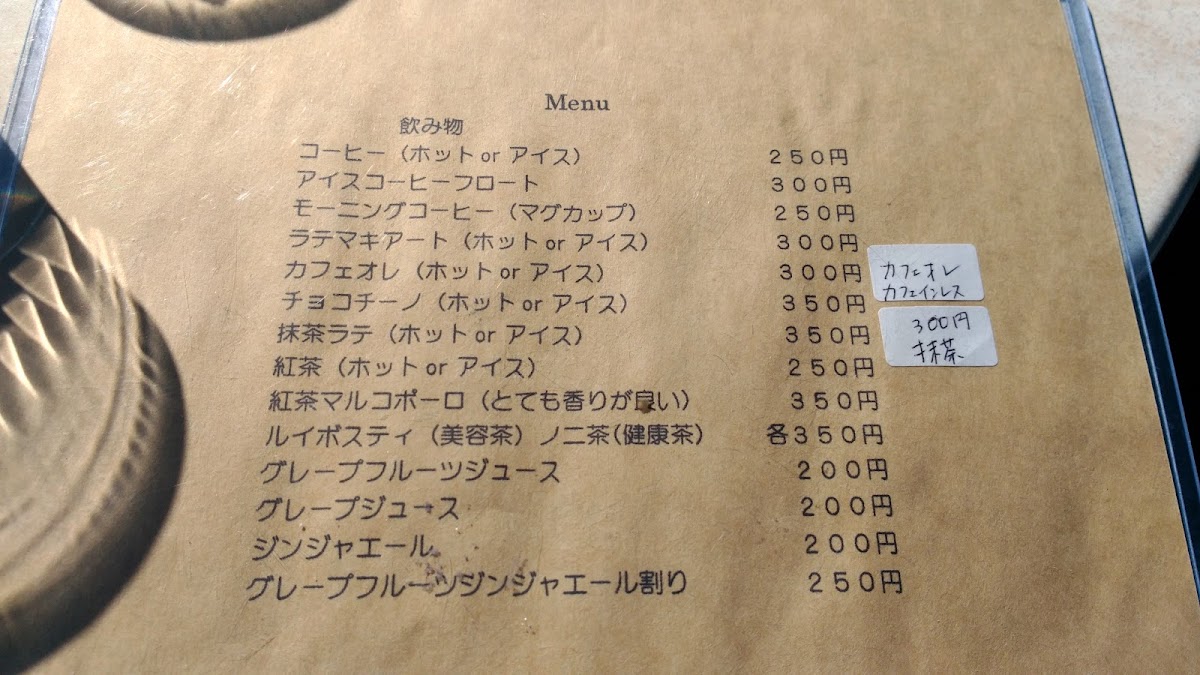 Menu
飲み物
コーヒー（ホット or アイス） ２５０円
アイスコーヒーフロート ３００円
モーニングコーヒー（マグカップ） ２５０円
ラテマキアート（ホット or アイス） ３００円
カフェオレ（ホット or アイス） ３００円
カフェオレ
カフェインレス
チョコチーノ（ホット or アイス） ３５０円
300円
抹茶
抹茶ラテ（ホット or アイス） ３５０円
紅茶（ホット or アイス） ２５０円
紅茶マルコポーロ（とても香りが良い） ３５０円
ルイボスティ（美容茶）ノニ茶(健康茶） 各３５０円
グレープフルーツジュース ２００円
グレープジュース ２００円
ジンジャエール ２００円
グレープフルーツジンジャエール割り ２５０円